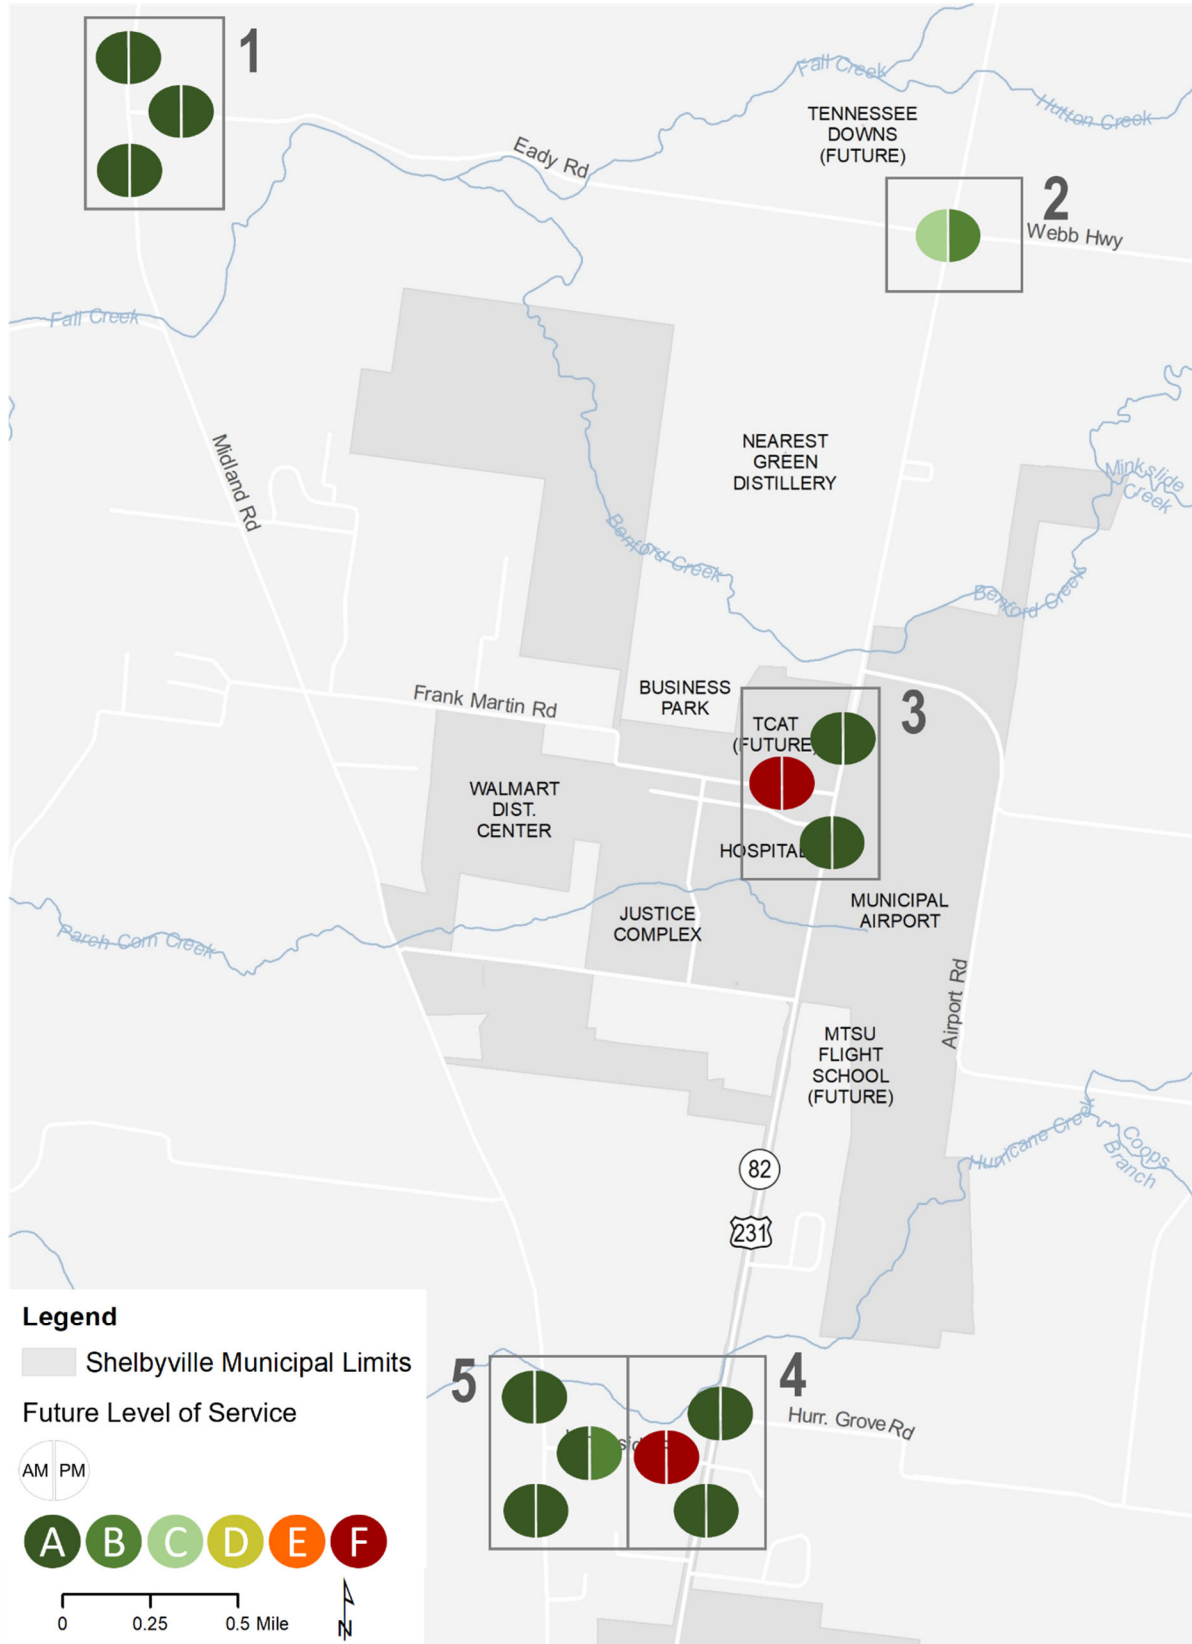 1
Fall Creek
Hutton Creek
TENNESSEE
DOWNS
(FUTURE)
Eady Rd
2
Webb Hwy
Fall Creek
Midland Rd
NEAREST
GREEN
DISTILLERY
Minkslide
Creek
Benford Creek
Benford Creek
Frank Martin Rd
BUSINESS
PARK
3
TCAT
(FUTURE)
WALMART
DIST.
CENTER
HOSPITAL
MUNICIPAL
AIRPORT
JUSTICE
COMPLEX
Parch Corn Creek
Airport Rd
MTSU
FLIGHT
SCHOOL
(FUTURE)
Hurricane Creek
Coops
Branch
82
231
5
4
Hurr. Grove Rd
Legend
Shelbyville Municipal Limits
Future Level of Service
AM PM
A B C D E F
0 0.25 0.5 Mile
N